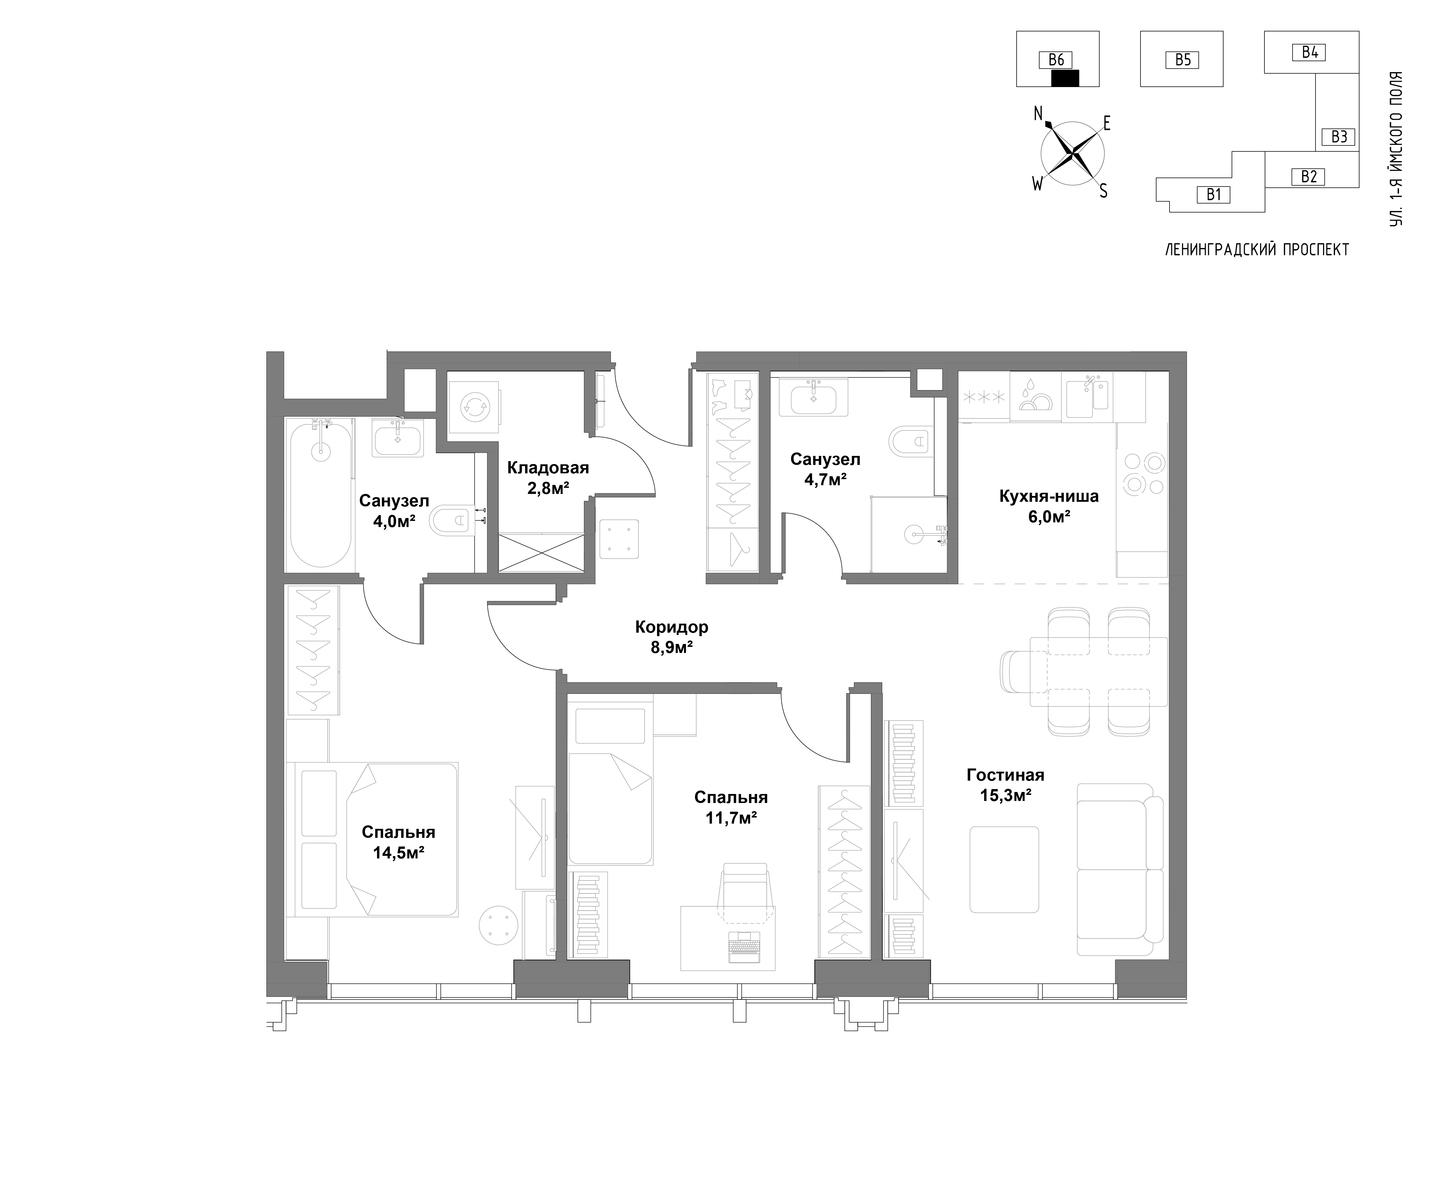 B6
B5
B4
B3
B2
B1
N
E
W
S
УЛ. 1-Я ЙМСКОГО ПОЛЯ
ЛЕНИНГРАДСКИЙ ПРОСПЕКТ
Санузел
4,0м²
Кладовая
2,8м²
Санузел
4,7м²
Кухня-ниша
6,0м²
Коридор
8,9м²
Спальня
14,5м²
Спальня
11,7м²
Гостиная
15,3м²